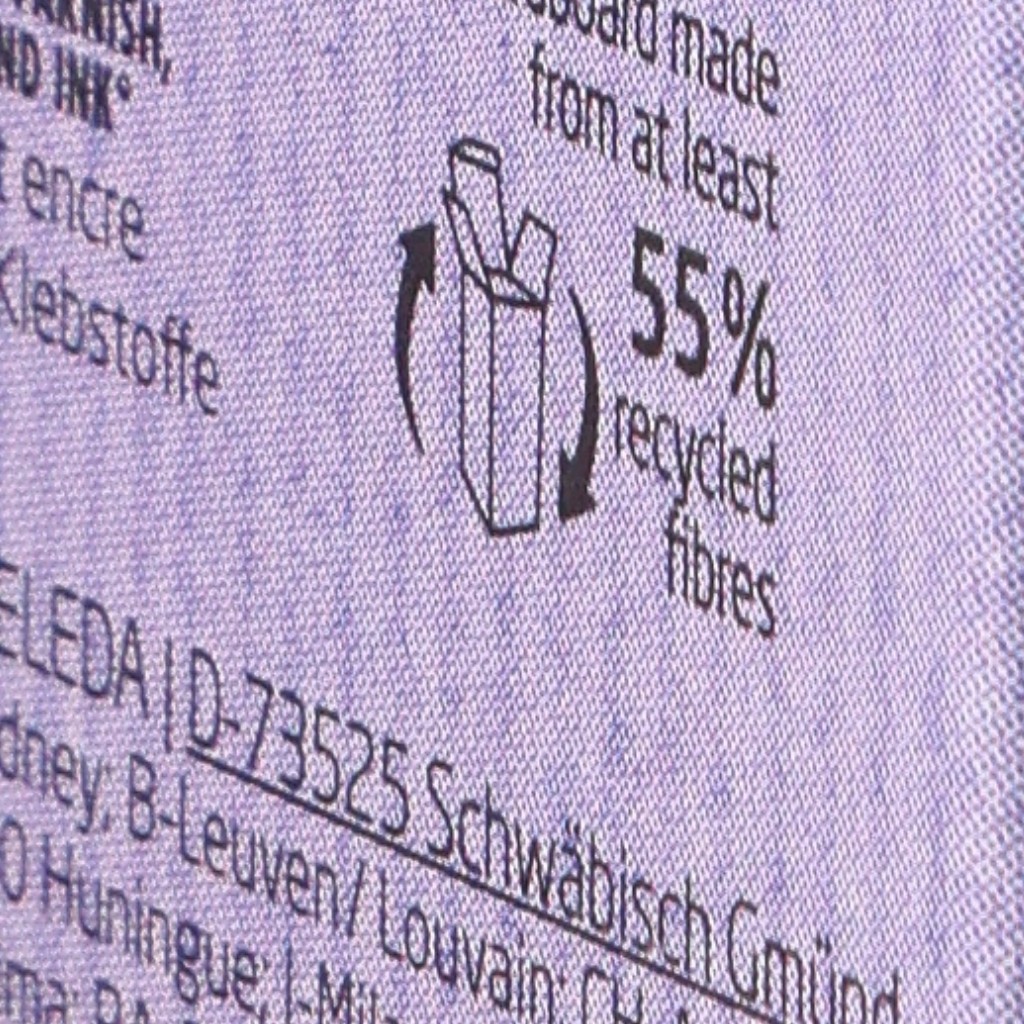 ND INK°
encre
Klebstoffe
made
from at least
55%
recycled
fibres
ELEDA | D-73525 Schwäbisch Gmünd
dney; B-Leuven/ Louvain; CH
0 Huningue;